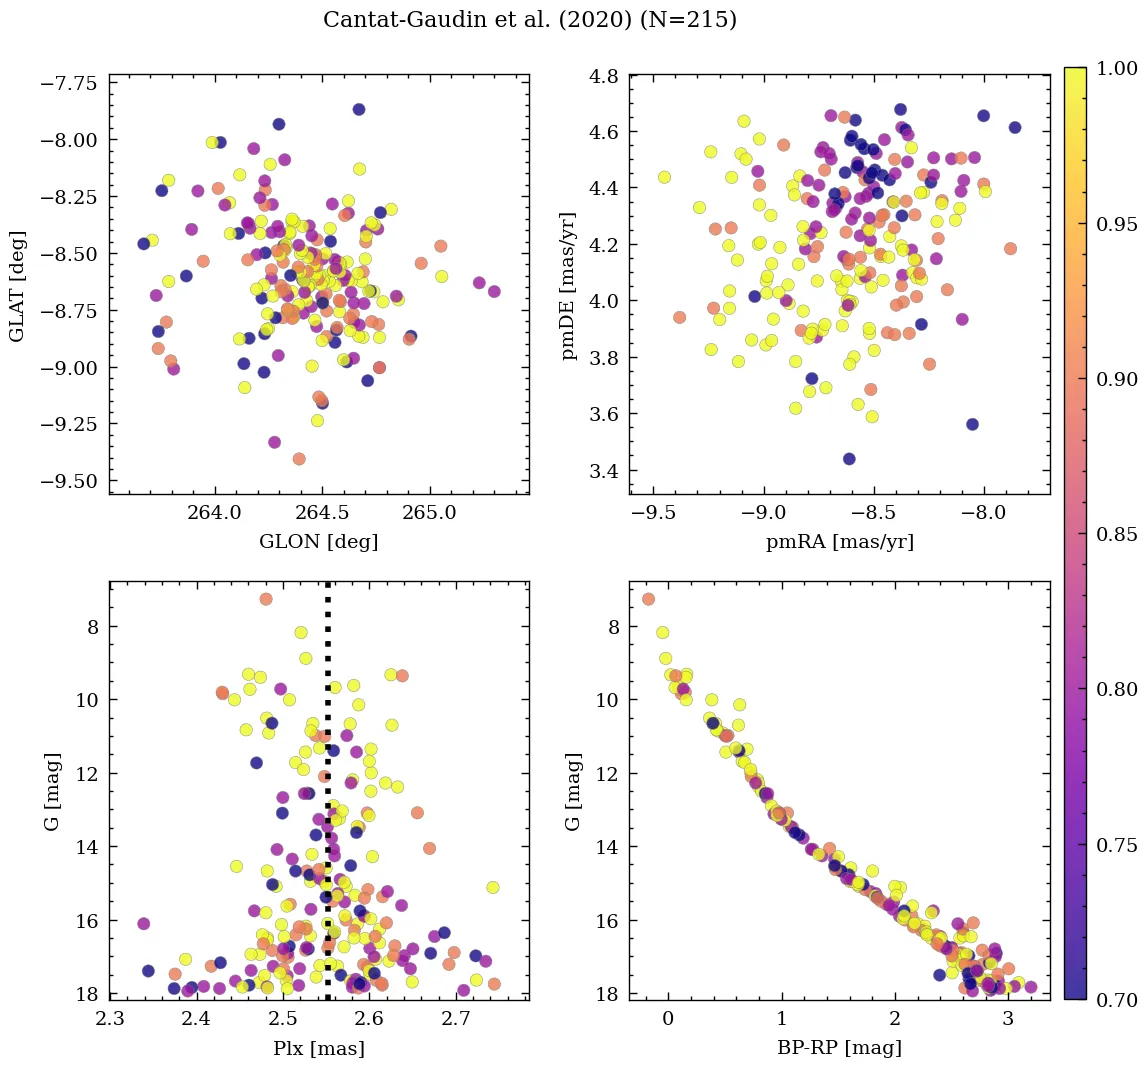 Cantat-Gaudin et al. (2020) (N=215)
−7.75
−8.00
−8.25
−8.50
−8.75
−9.00
−9.25
−9.50
GLAT [deg]
264.0 264.5 265.0
GLON [deg]
4.8
4.6
4.4
4.2
4.0
3.8
3.6
3.4
pmDE [mas/yr]
−9.5 −9.0 −8.5 −8.0
pmRA [mas/yr]
8
10
12
14
16
18
G [mag]
2.3 2.4 2.5 2.6 2.7
Plx [mas]
8
10
12
14
16
18
G [mag]
0 1 2 3
BP-RP [mag]
1.00
0.95
0.90
0.85
0.80
0.75
0.70